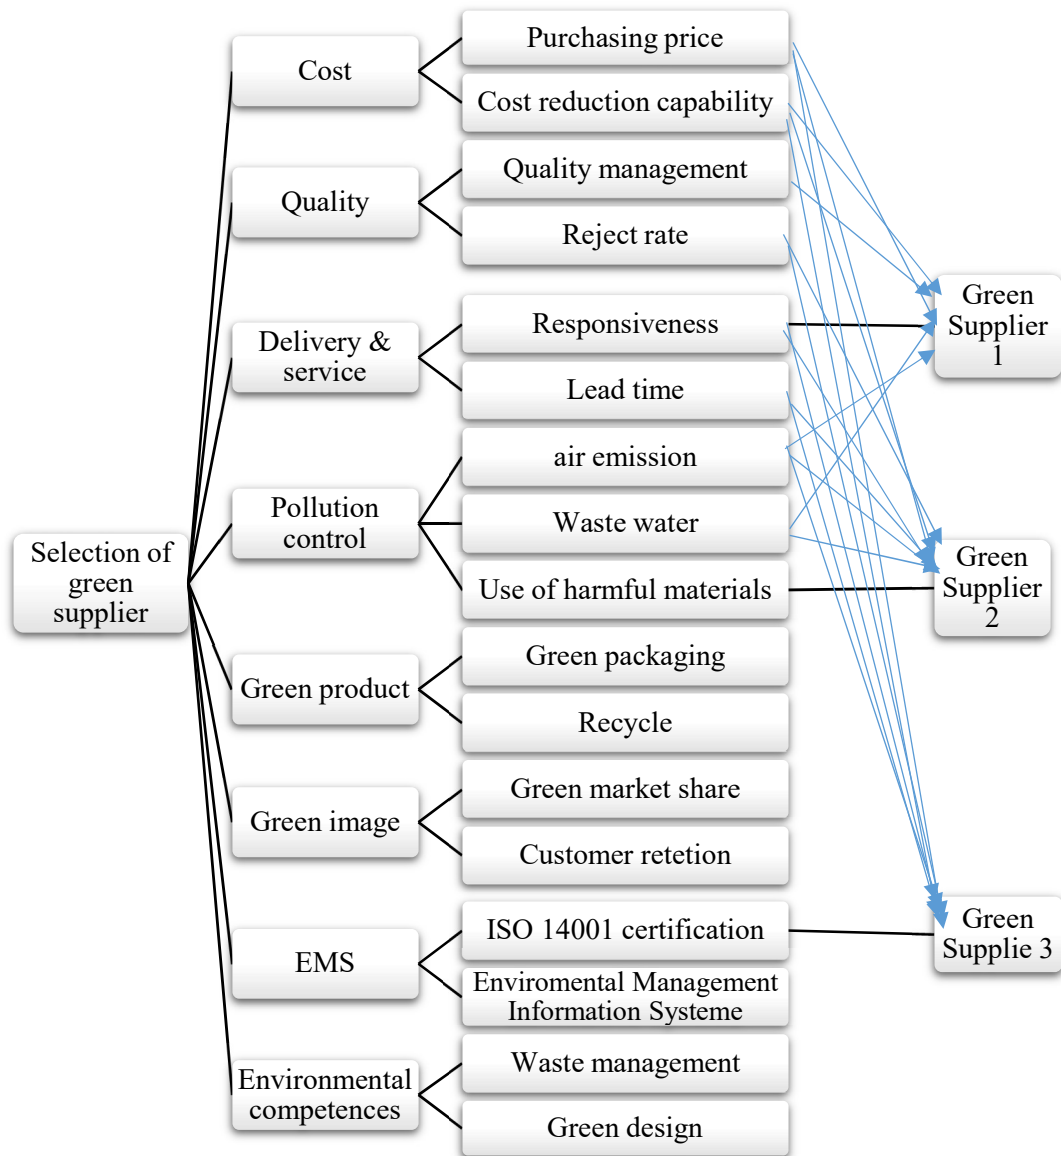 Selection of
green
supplier
Cost
Purchasing price
Cost reduction capability
Quality
Quality management
Reject rate
Delivery &
service
Responsiveness
Lead time
Pollution
control
air emission
Waste water
Use of harmful materials
Green product
Green packaging
Recycle
Green image
Green market share
Customer retetion
EMS
ISO 14001 certification
Enviromental Management
Information Systeme
Environmental
competences
Waste management
Green design
Green
Supplier
1
Green
Supplier
2
Green
Supplie 3